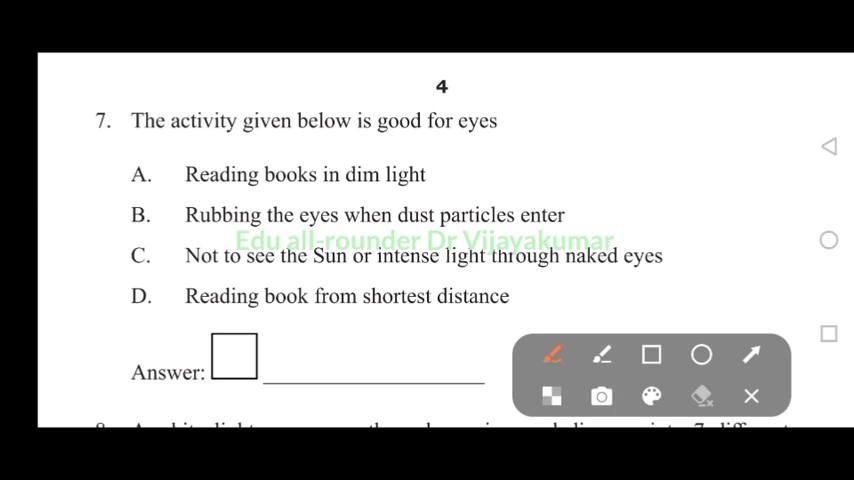 4
7. The activity given below is good for eyes
A. Reading books in dim light
B. Rubbing the eyes when dust particles enter
Edu all-rounder Dr Vijayakumar
C. Not to see the Sun or intense light through naked eyes
D. Reading book from shortest distance
Answer: